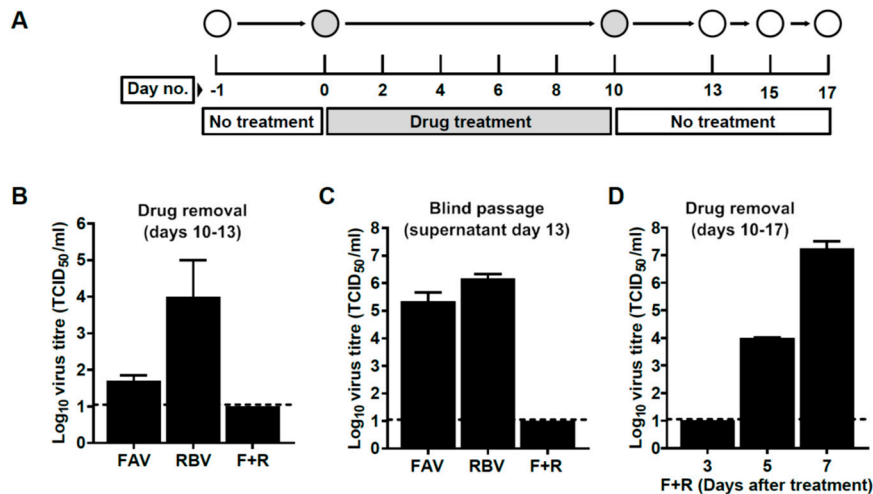 A
Day no.
-1 0 2 4 6 8 10 13 15 17
No treatment Drug treatment No treatment
B
Drug removal
(days 10-13)
Log10 virus titre (TCID50/ml)
6
5
4
3
2
1
0
FAV RBV F+R
C
Blind passage
(supernatant day 13)
Log10 virus titre (TCID50/ml)
8
7
6
5
4
3
2
1
0
FAV RBV F+R
D
Drug removal
(days 10-17)
Log10 virus titre (TCID50/ml)
8
7
6
5
4
2
1
0
3 5 7
F+R (Days after treatment)